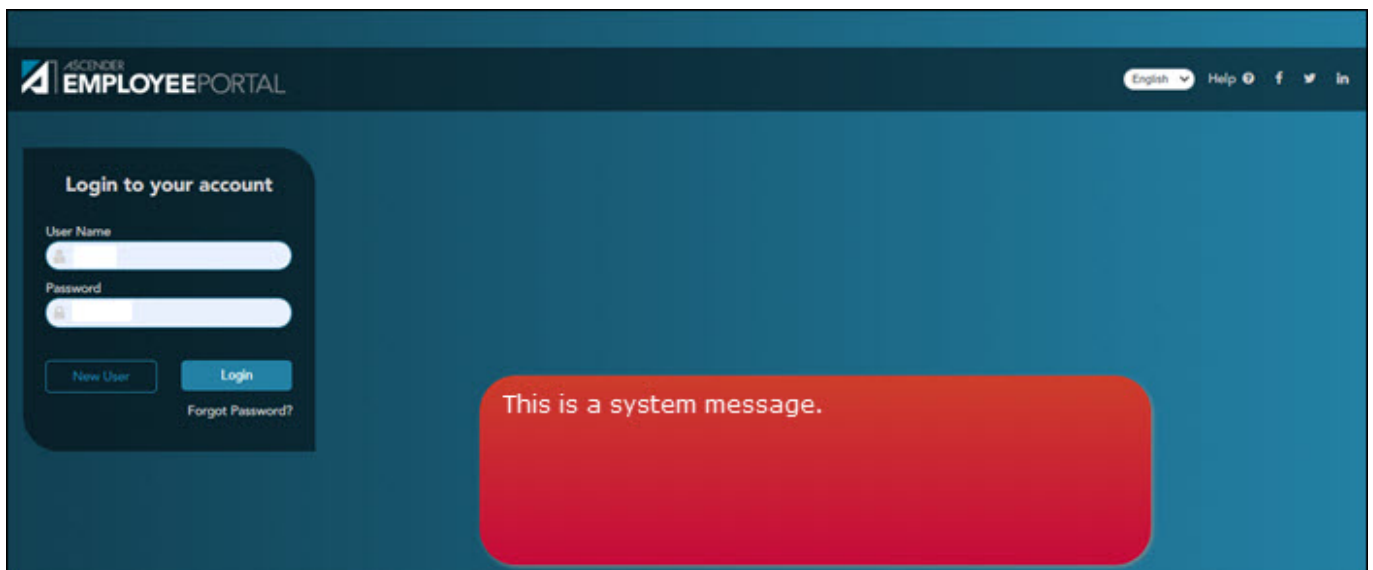 ASCENDER
EMPLOYEEPORTAL
English Help
Login to your account
User Name
Password
New User Login
Forgot Password?
This is a system message.